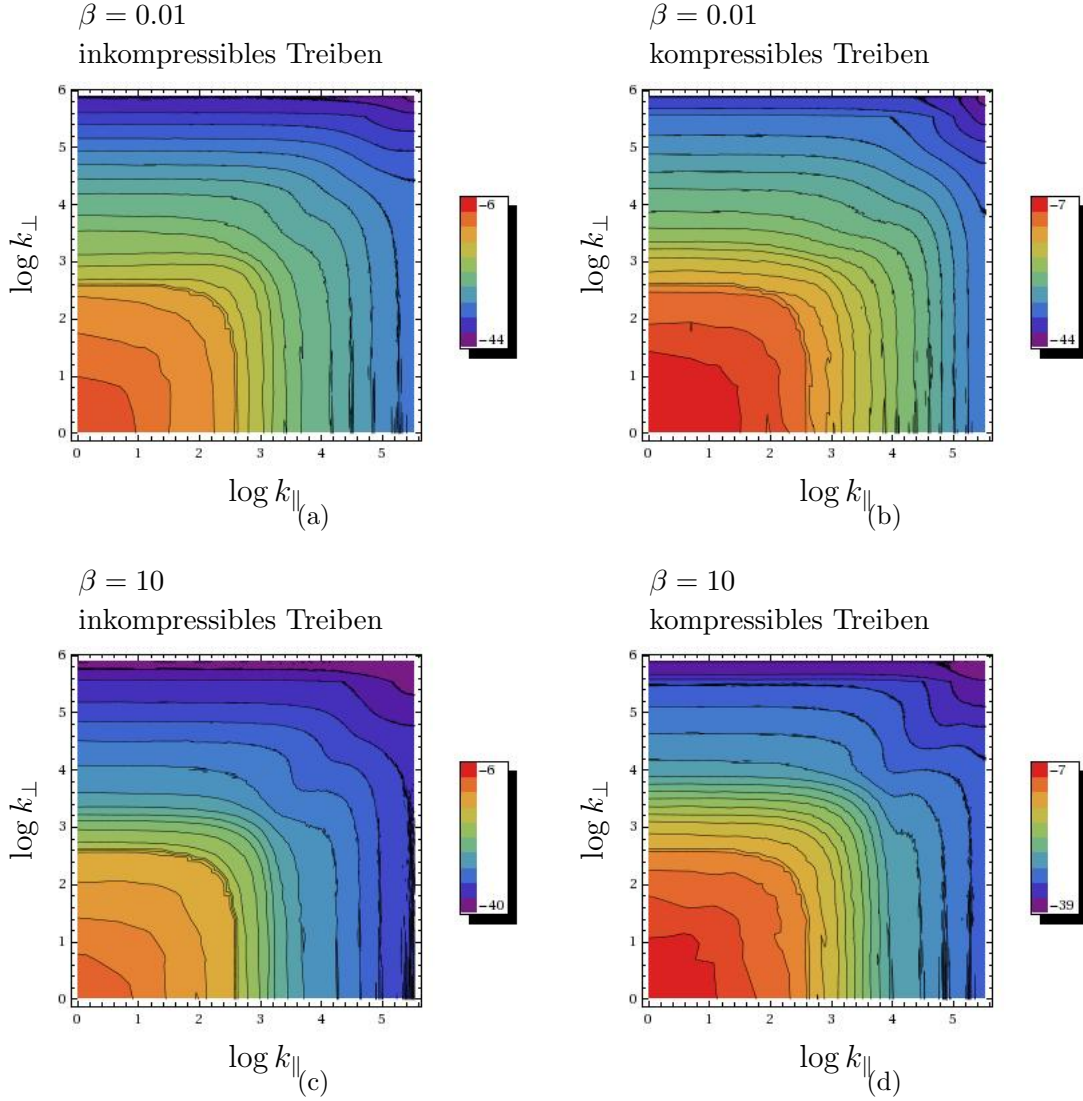 β = 0.01
inkompressibles Treiben
6
5
4
3
2
1
0
0 1 2 3 4 5
log k⊥
log k∥
(a)
−6
−44
β = 0.01
kompressibles Treiben
6
5
4
3
2
1
0
0 1 2 3 4 5
log k⊥
log k∥
(b)
−7
−44
β = 10
inkompressibles Treiben
6
5
4
3
2
1
0
0 1 2 3 4 5
log k⊥
log k∥
(c)
−6
−40
β = 10
kompressibles Treiben
6
5
4
3
2
1
0
0 1 2 3 4 5
log k⊥
log k∥
(d)
−7
−39